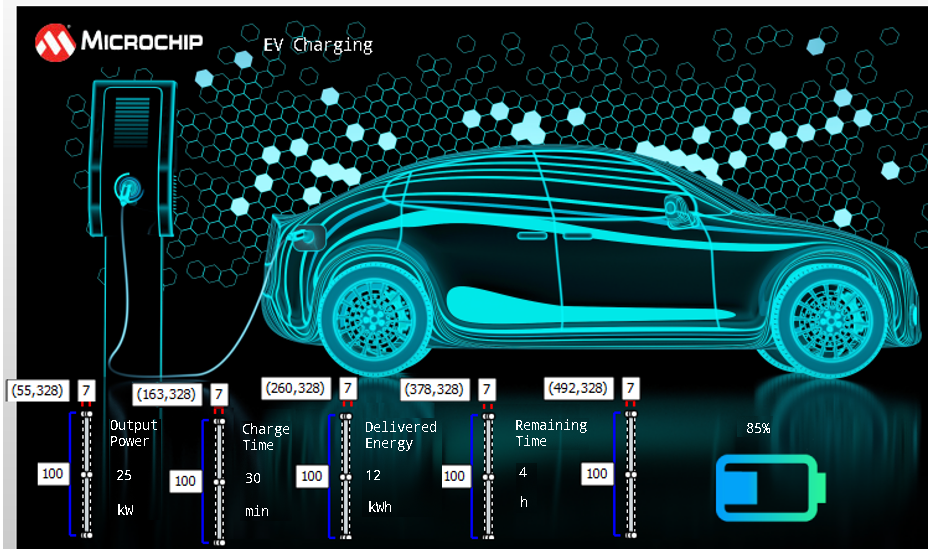 MICROCHIP
EV Charging
(55,328) 7
(163,328) 7
(260,328) 7
(378,328) 7
(492,328) 7
Output
Power
25
kW
Charge
Time
30
min
Delivered
Energy
12
kWh
Remaining
Time
4
h
85%
100
100
100
100
100